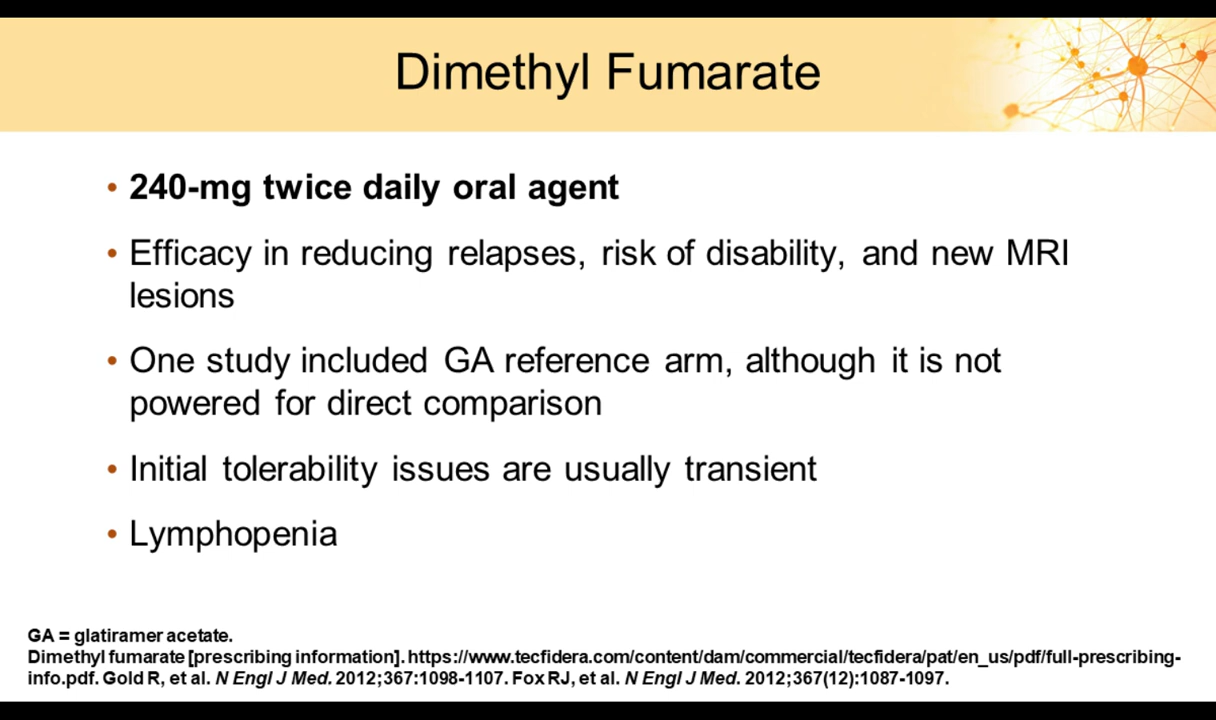 Dimethyl Fumarate
• 240-mg twice daily oral agent
• Efficacy in reducing relapses, risk of disability, and new MRI
lesions
• One study included GA reference arm, although it is not
powered for direct comparison
• Initial tolerability issues are usually transient
• Lymphopenia
GA = glatiramer acetate.
Dimethyl fumarate [prescribing information]. https://www.tecfidera.com/content/dam/commercial/tecfidera/pat/en_us/pdf/full-prescribing-
info.pdf. Gold R, et al. N Engl J Med. 2012;367:1098-1107. Fox RJ, et al. N Engl J Med. 2012;367(12):1087-1097.